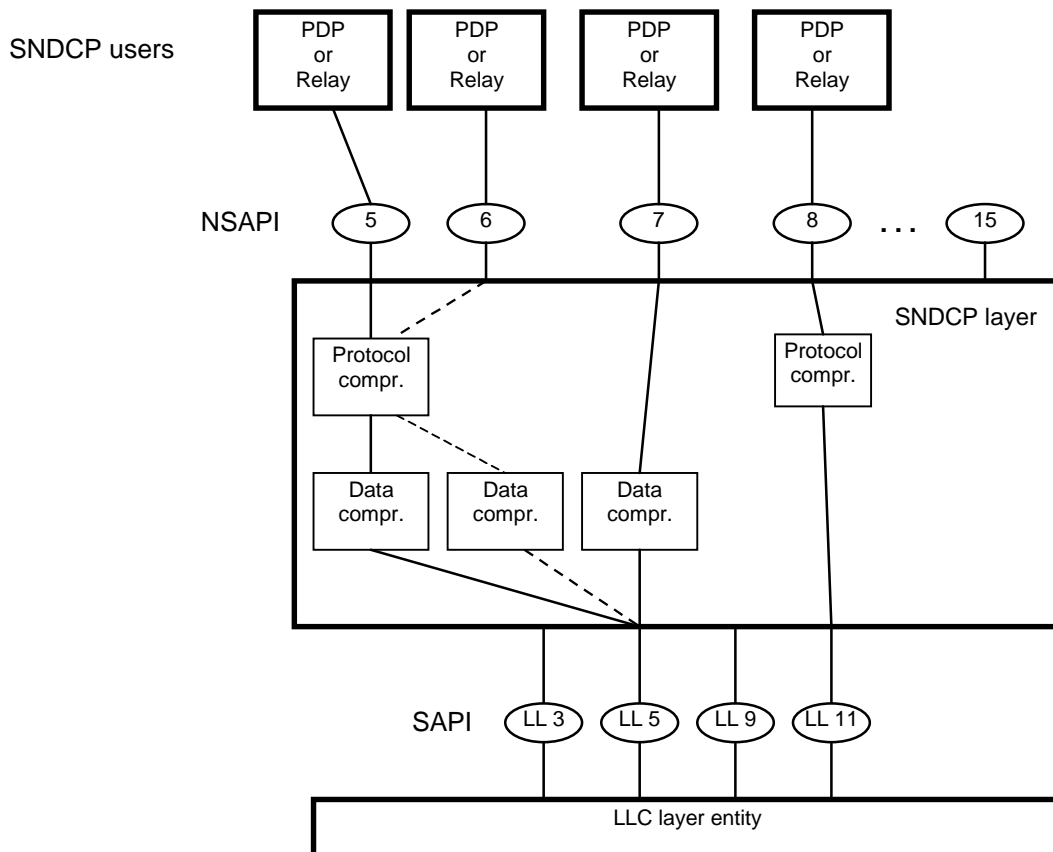 SNDCP users
PDP
or
Relay
PDP
or
Relay
PDP
or
Relay
PDP
or
Relay
NSAPI
5
6
7
8
. . .
15
SNDCP layer
Protocol
compr.
Protocol
compr.
Data
compr.
Data
compr.
Data
compr.
SAPI
LL 3
LL 5
LL 9
LL 11
LLC layer entity